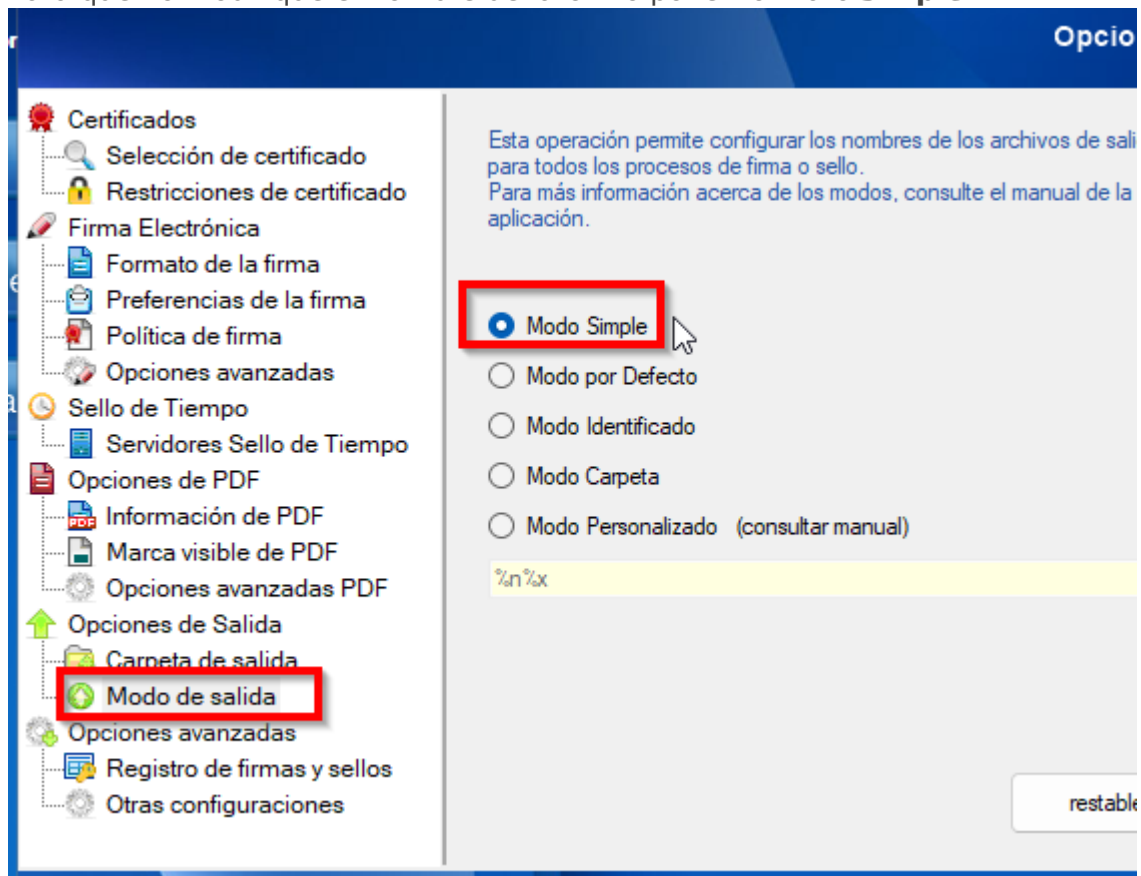 Opcio
Certificados
Selección de certificado
Restricciones de certificado
Firma Electrónica
Formato de la firma
Preferencias de la firma
Política de firma
Opciones avanzadas
Sello de Tiempo
Servidores Sello de Tiempo
Opciones de PDF
Información de PDF
Marca visible de PDF
Opciones avanzadas PDF
Opciones de Salida
Carpeta de salida
Modo de salida
Opciones avanzadas
Registro de firmas y sellos
Otras configuraciones
Esta operación permite configurar los nombres de los archivos de sali
para todos los procesos de firma o sello.
Para más información acerca de los modos, consulte el manual de la
aplicación.
Modo Simple
Modo por Defecto
Modo Identificado
Modo Carpeta
Modo Personalizado (consultar manual)
%n%x
restable